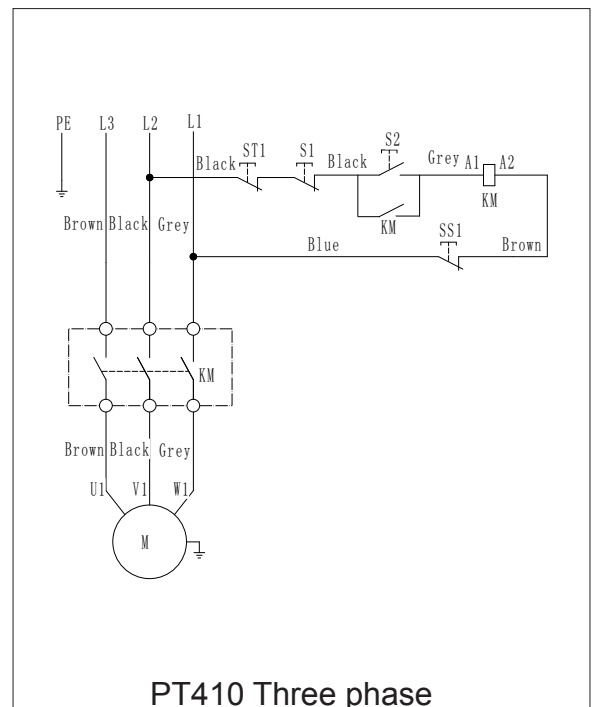 PE L3 L2 L1
ST1 S1 S2
Black Black Grey A1 A2
KM KM
Brown Black Grey SS1
Blue Brown
KM
Brown Black Grey
U1 V1 W1
M
PT410 Three phase